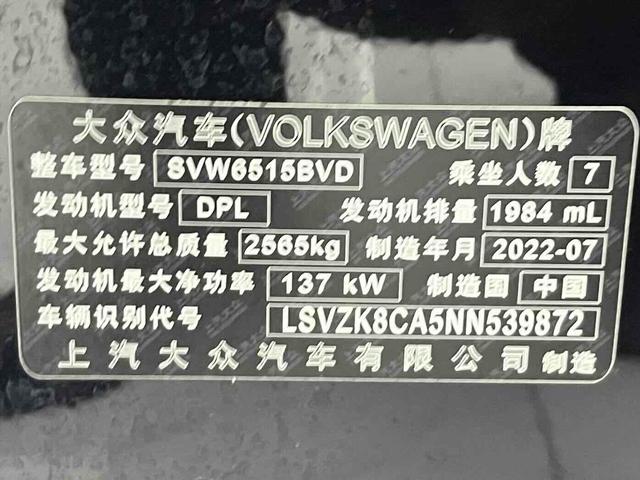 大众汽车(VOLKSWAGEN)牌
整车型号 SVW6515BVD 乘坐人数 7
发动机型号 DPL 发动机排量 1984 mL
最大允许总质量 2565kg 制造年月 2022-07
发动机最大净功率 137 kW 制造国 中国
车辆识别代号 LSVZK8CA5NN539872
上汽大众汽车有限公司 制造